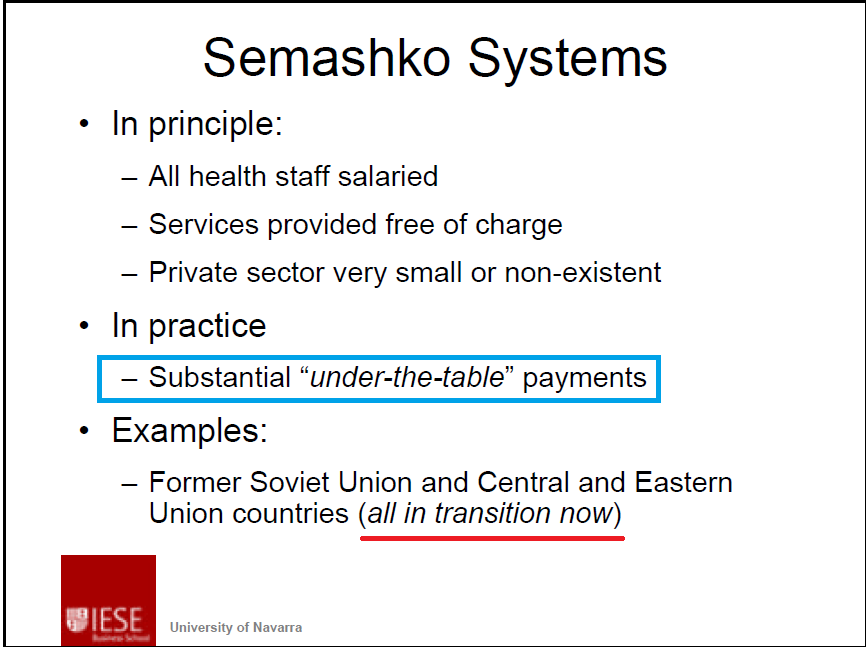 Semashko Systems
• In principle:
– All health staff salaried
– Services provided free of charge
– Private sector very small or non-existent
• In practice
– Substantial “under-the-table” payments
• Examples:
– Former Soviet Union and Central and Eastern
Union countries (all in transition now)
IESE
Business School
University of Navarra